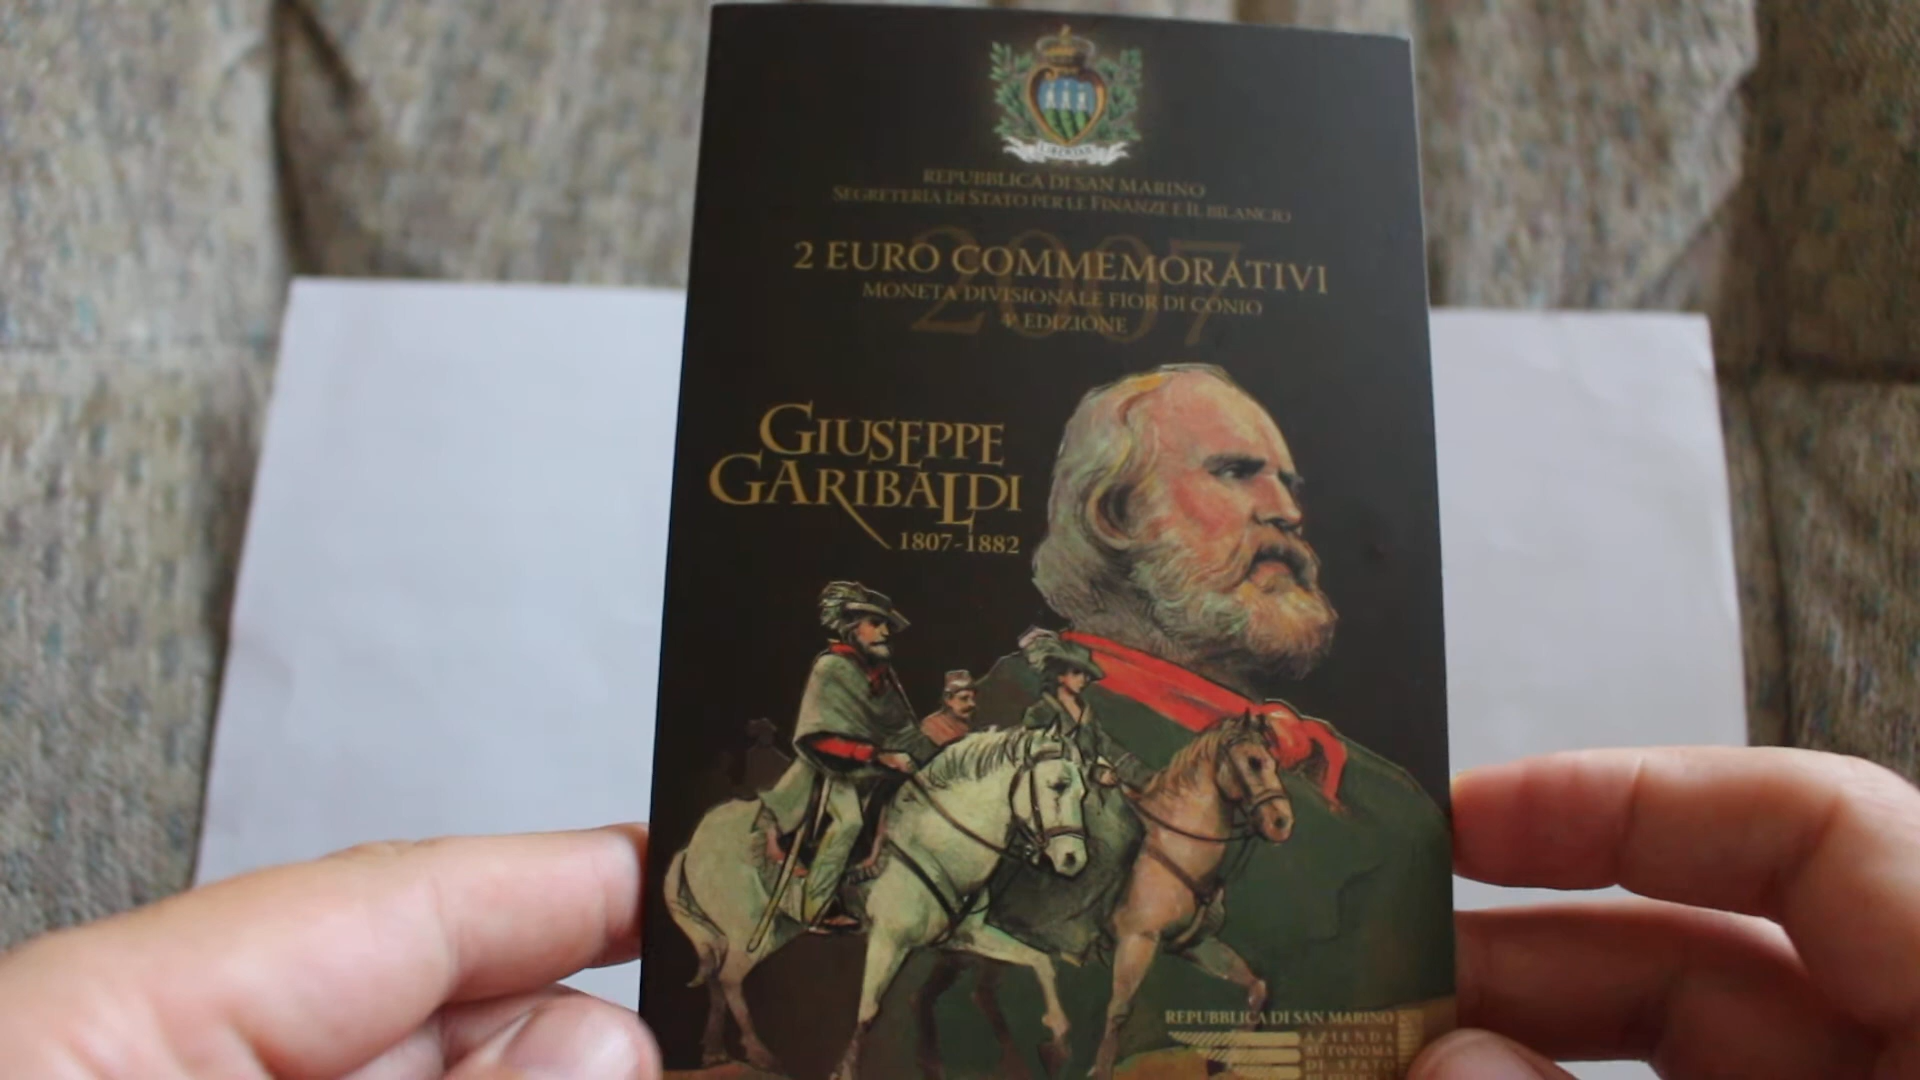 LIBERTAS
REPUBBLICA DI SAN MARINO
SEGRETERIA DI STATO PER LE FINANZE E IL BILANCIO
2007
2 EURO COMMEMORATIVI
MONETA DIVISIONALE FIOR DI CONIO
4ª EDIZIONE
GIUSEPPE
GARIBALDI
1807-1882
REPUBBLICA DI SAN MARINO
AZIENDA
AUTONOMA
DI STATO